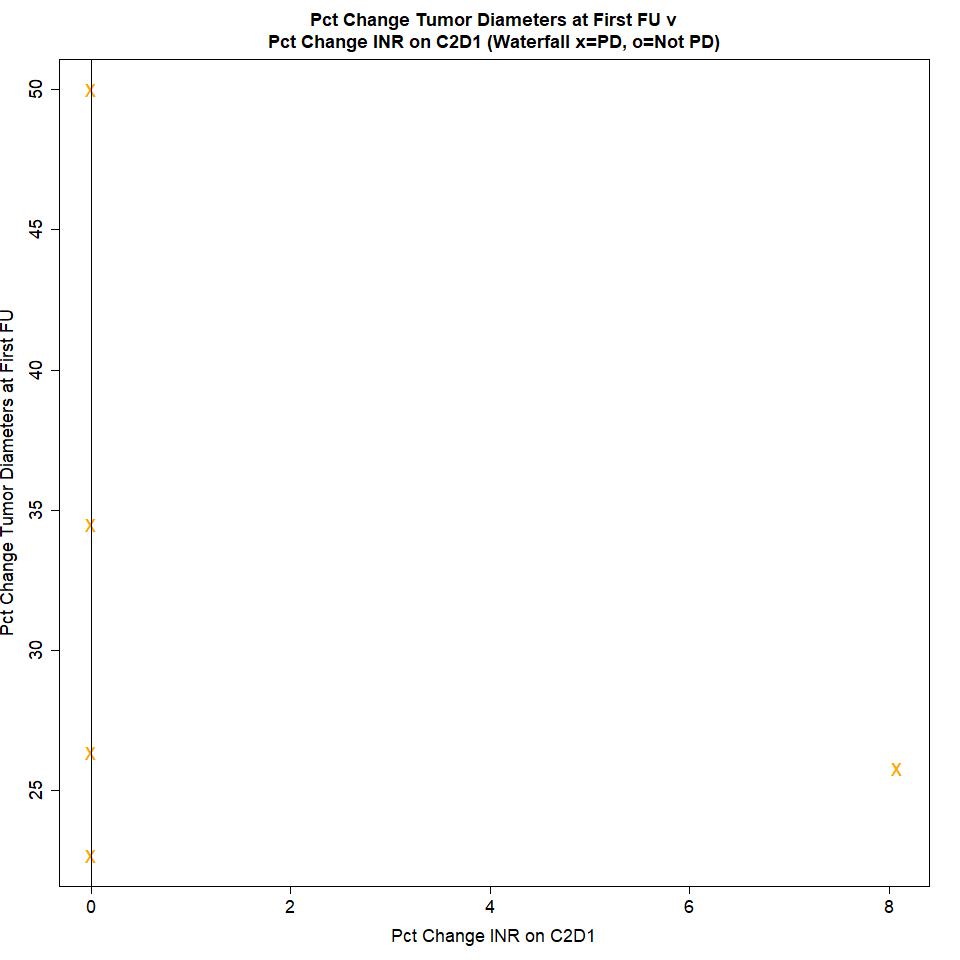 Pct Change Tumor Diameters at First FU v
Pct Change INR on C2D1 (Waterfall x=PD, o=Not PD)
Pct Change Tumor Diameters at First FU
50
45
40
35
30
25
X
X
X
X
X
0 2 4 6 8
Pct Change INR on C2D1